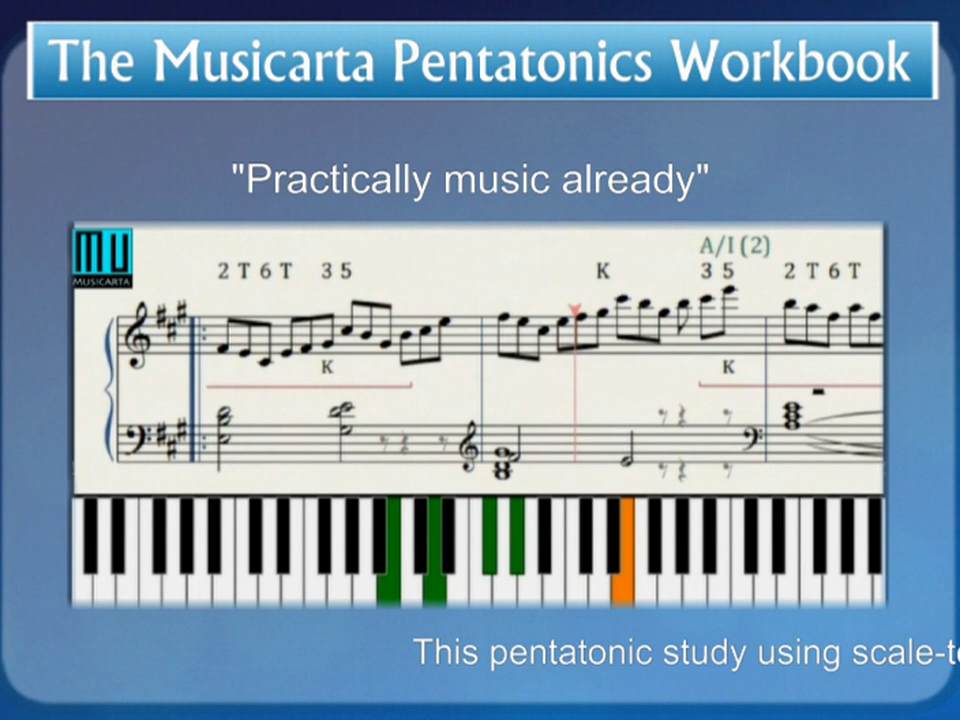 The Musicarta Pentatonics Workbook
"Practically music already"
MU
MUSICARTA
A/I (2)
2 T 6 T 3 5 K 3 5 2 T 6 T
K K
This pentatonic study using scale-t